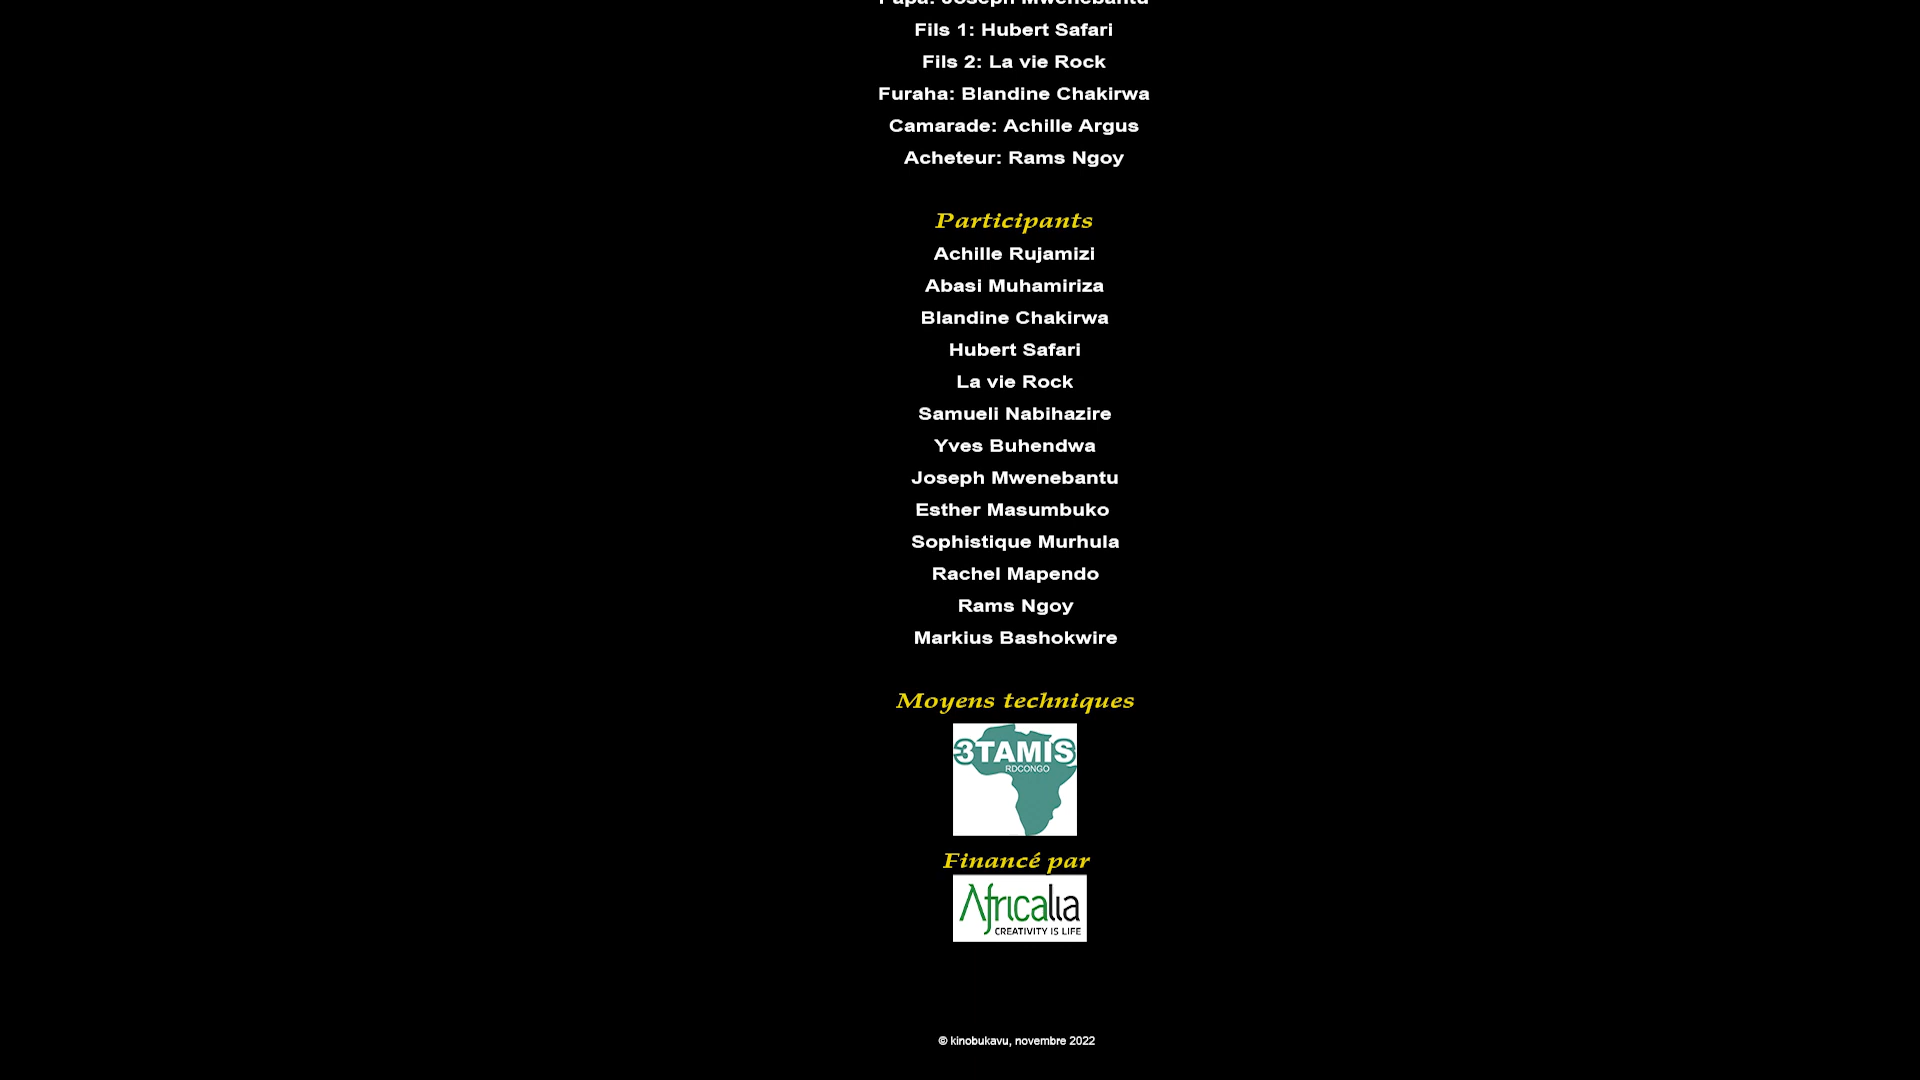 Papa: Joseph Mwenebantu
Fils 1: Hubert Safari
Fils 2: La vie Rock
Furaha: Blandine Chakirwa
Camarade: Achille Argus
Acheteur: Rams Ngoy
Participants
Achille Rujamizi
Abasi Muhamiriza
Blandine Chakirwa
Hubert Safari
La vie Rock
Samueli Nabihazire
Yves Buhendwa
Joseph Mwenebantu
Esther Masumbuko
Sophistique Murhula
Rachel Mapendo
Rams Ngoy
Markius Bashokwire
Moyens techniques
3TAMIS
RDCONGO
Financé par
Africalia
CREATIVITY IS LIFE
© kinobukavu, novembre 2022